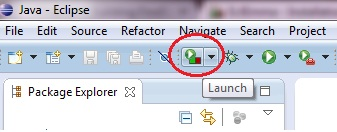 Java - Eclipse
File Edit Source Refactor Navigate Search Project
Launch
Package Explorer